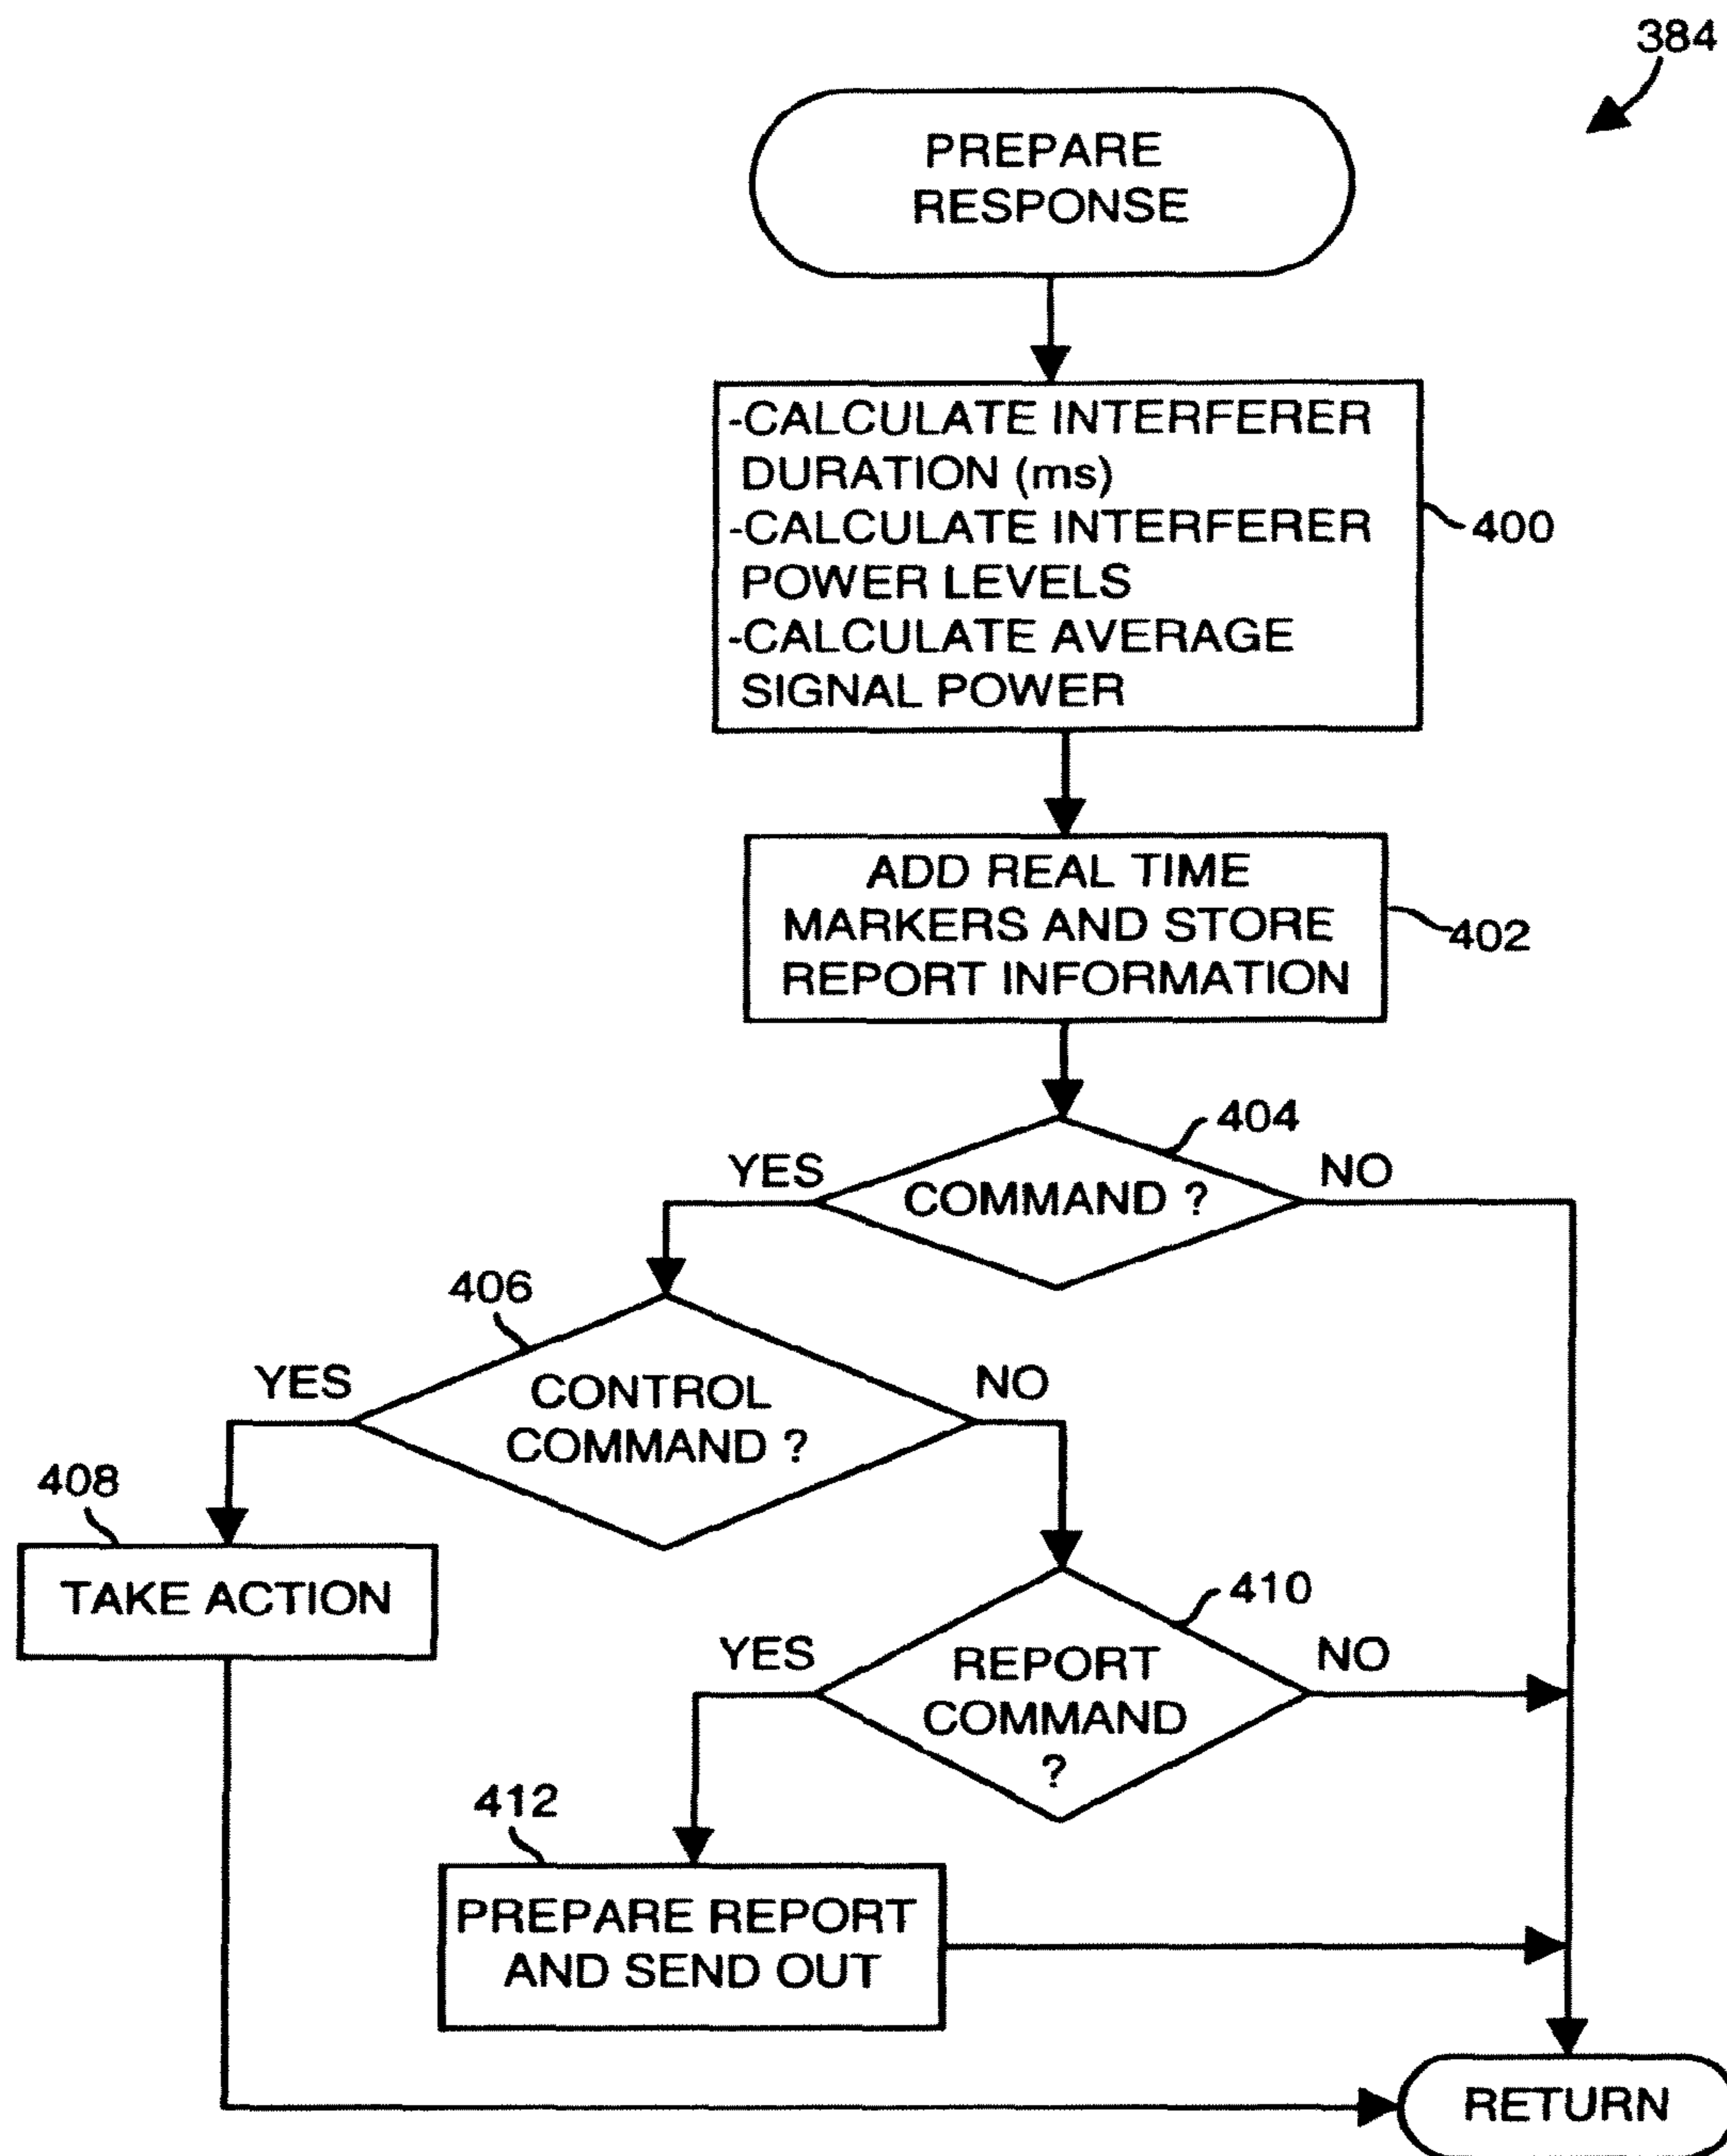 384
PREPARE
RESPONSE
-CALCULATE INTERFERER
DURATION (ms)
-CALCULATE INTERFERER
POWER LEVELS
-CALCULATE AVERAGE
SIGNAL POWER
400
ADD REAL TIME
MARKERS AND STORE
REPORT INFORMATION
402
404
YES
COMMAND ?
NO
406
YES
CONTROL
COMMAND ?
NO
408
TAKE ACTION
410
YES
REPORT
COMMAND
?
NO
412
PREPARE REPORT
AND SEND OUT
RETURN